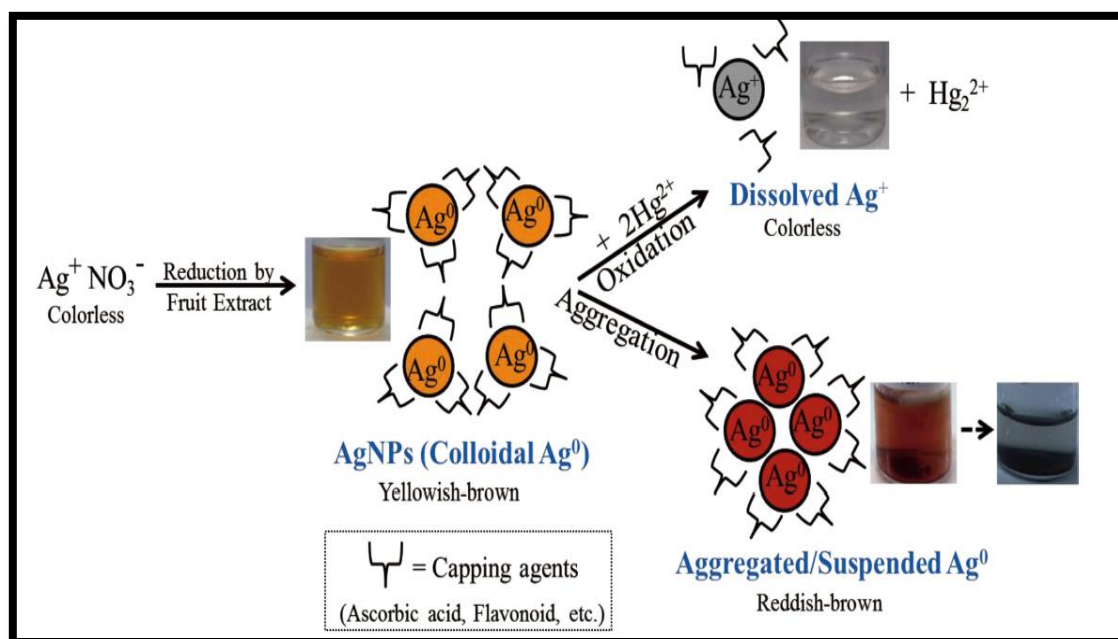 Ag⁺ NO₃⁻
Colorless
Reduction by
Fruit Extract
Ag⁰
Ag⁰
Ag⁰
Ag⁰
AgNPs (Colloidal Ag⁰)
Yellowish-brown
= Capping agents
(Ascorbic acid, Flavonoid, etc.)
+ 2Hg²⁺
Oxidation
Aggregation
Ag⁺
+ Hg₂²⁺
Dissolved Ag⁺
Colorless
Ag⁰
Ag⁰
Ag⁰
Ag⁰
Aggregated/Suspended Ag⁰
Reddish-brown